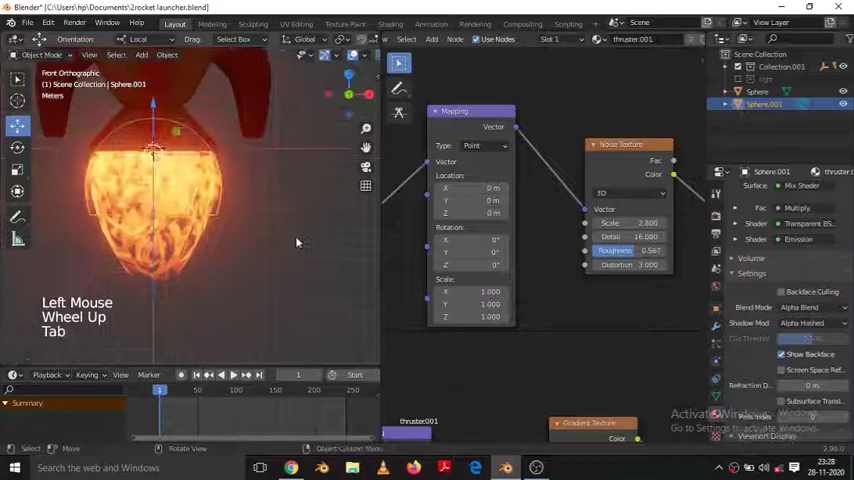 Blender* [C:\Users\hp\Documents\2rocket launcher.blend]
File Edit Render Window Help Layout Modeling Sculpting UV Editing Texture Paint Shading Animation Rendering Compositing Scripting Scene View Layer
Orientation: Local Drag: Select Box Global Select Add Node Use Nodes Slot 1 thruster.001
Object Mode View Select Add Object
Front Orthographic
(1) Scene Collection | Sphere.001
Meters
Scene Collection
Collection.001
Sphere
Sphere.001
Mapping
Vector
Type: Point
Vector
Location:
X 0 m
Y 0 m
Z 0 m
Rotation:
X 0°
Y 0°
Z 0°
Scale:
X 1.000
Y 1.000
Z 1.000
Noise Texture
Fac
Color
3D
Vector
Scale 2.800
Detail 16.000
Roughness 0.567
Distortion 3.000
Sphere.001 thruster.001
Surface Mix Shader
Fac Multiply
Shader Transparent BS..
Shader Emission
Volume
Settings
Backface Culling
Blend Mode Alpha Blend
Shadow Mod Alpha Hashed
Show Backface
Screen Space Ref..
Refraction D.. 0 m
Subsurface Transl..
Pass Index 0
Viewport Display
Left Mouse
Wheel Up
Tab
Playback Keying View Marker 1 Start
1 50 100 150 200 250
Summary
thruster.001
Gradient Texture
Color
Activate Windows
Go to Settings to activate Windows.
Select Move Rotate View Object Context Menu 2.90.0
Search the web and Windows
23:28
28-11-2020